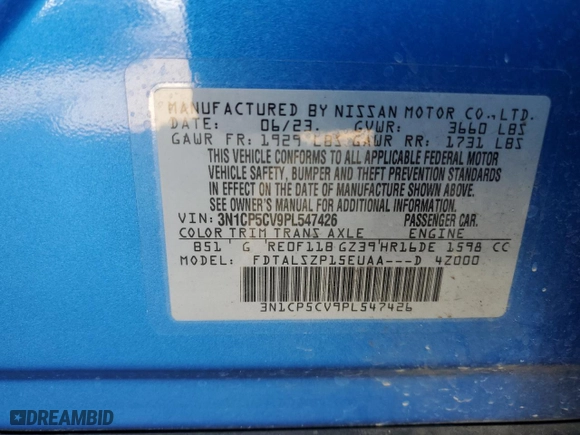 MANUFACTURED BY NISSAN MOTOR CO., LTD.
DATE: 06/23. GVWR: 3660 LBS
GAWR FR: 1929 LBS GAWR RR: 1731 LBS
THIS VEHICLE CONFORMS TO ALL APPLICABLE FEDERAL MOTOR
VEHICLE SAFETY, BUMPER AND THEFT PREVENTION STANDARDS
IN EFFECT ON THE DATE OF MANUFACTURE SHOWN ABOVE.
SEE OWNER'S MANUAL FOR ADDITIONAL INFORMATION.
VIN: 3N1CP5CV9PL547426 PASSENGER CAR.
COLOR TRIM TRANS AXLE ENGINE
B51 G RE0F11B GZ39 HR16DE 1598 CC
MODEL: FDTALSZP15EUAA---D 4Z000
3N1CP5CV9PL547426
DREAMBID